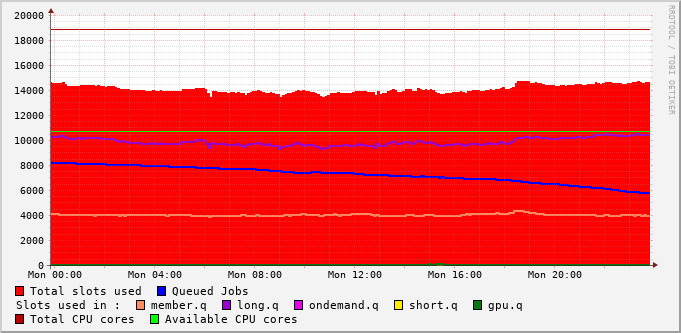 RRDTOOL / TOBI OETIKER
20000
18000
16000
14000
12000
10000
8000
6000
4000
2000
0
Mon 00:00 Mon 04:00 Mon 08:00 Mon 12:00 Mon 16:00 Mon 20:00
Total slots used Queued Jobs
Slots used in : member.q long.q ondemand.q short.q gpu.q
Total CPU cores Available CPU cores